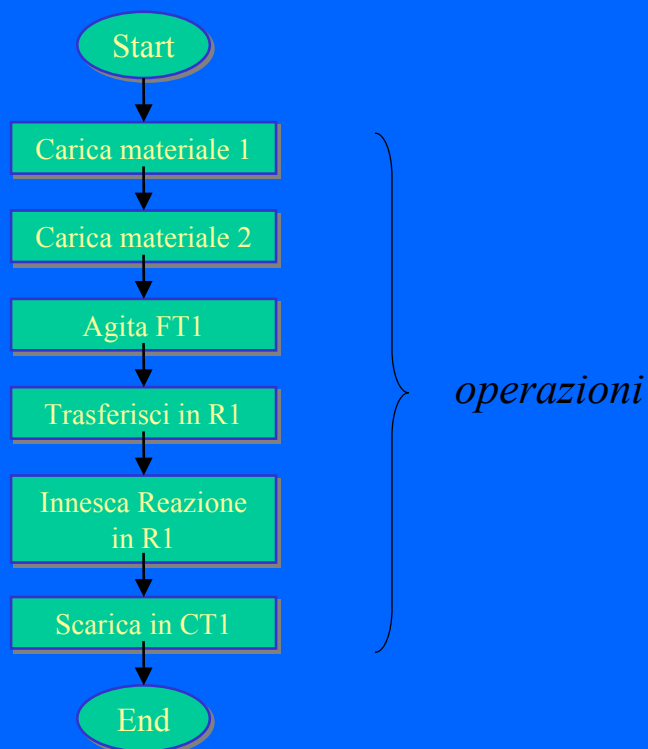 Start
Carica materiale 1
Carica materiale 2
Agita FT1
Trasferisci in R1
Innesca Reazione
in R1
Scarica in CT1
End
operazioni